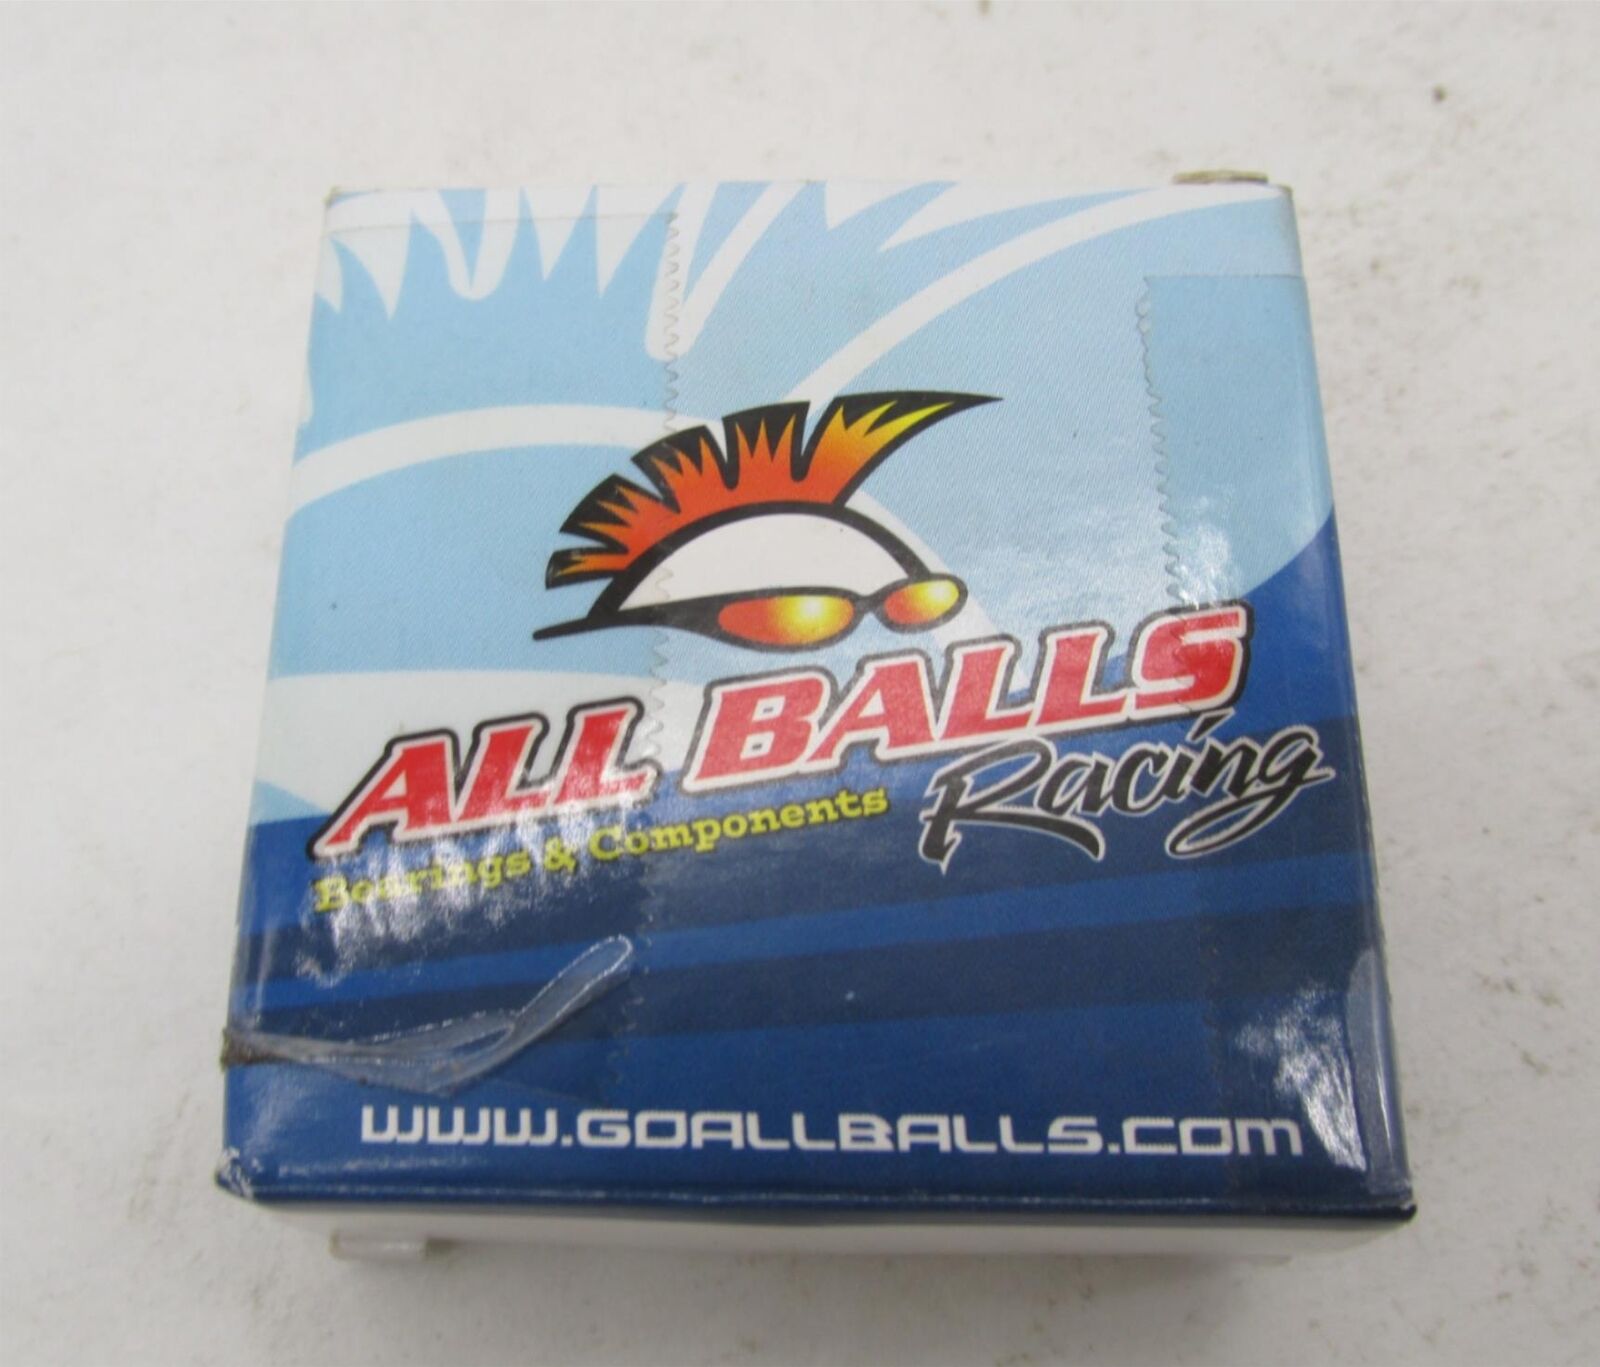 ALL BALLS
Racing
Bearings & Components
WWW.GOALLBALLS.COM